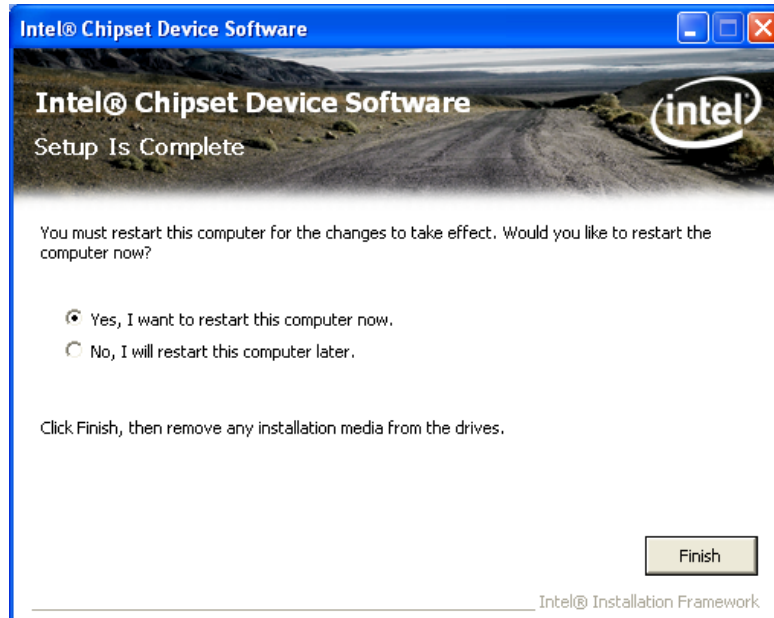 Intel® Chipset Device Software
Intel® Chipset Device Software
intel
Setup Is Complete
You must restart this computer for the changes to take effect. Would you like to restart the
computer now?
Yes, I want to restart this computer now.
No, I will restart this computer later.
Click Finish, then remove any installation media from the drives.
Finish
Intel® Installation Framework